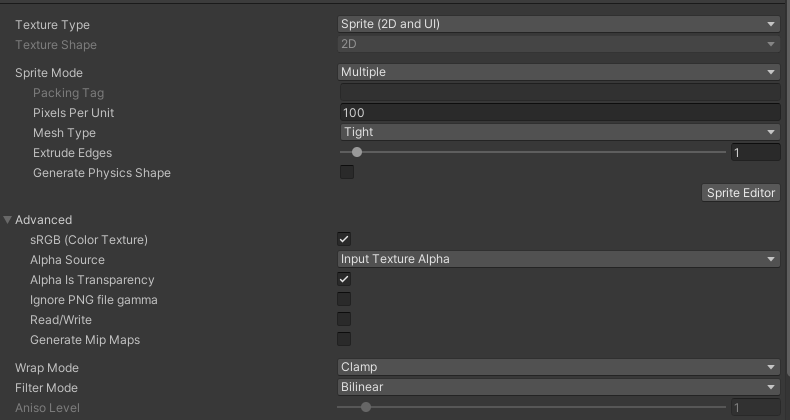 Texture Type Sprite (2D and UI)
Texture Shape 2D
Sprite Mode Multiple
Packing Tag
Pixels Per Unit 100
Mesh Type Tight
Extrude Edges 1
Generate Physics Shape
Sprite Editor
Advanced
sRGB (Color Texture)
Alpha Source Input Texture Alpha
Alpha Is Transparency
Ignore PNG file gamma
Read/Write
Generate Mip Maps
Wrap Mode Clamp
Filter Mode Bilinear
Aniso Level 1